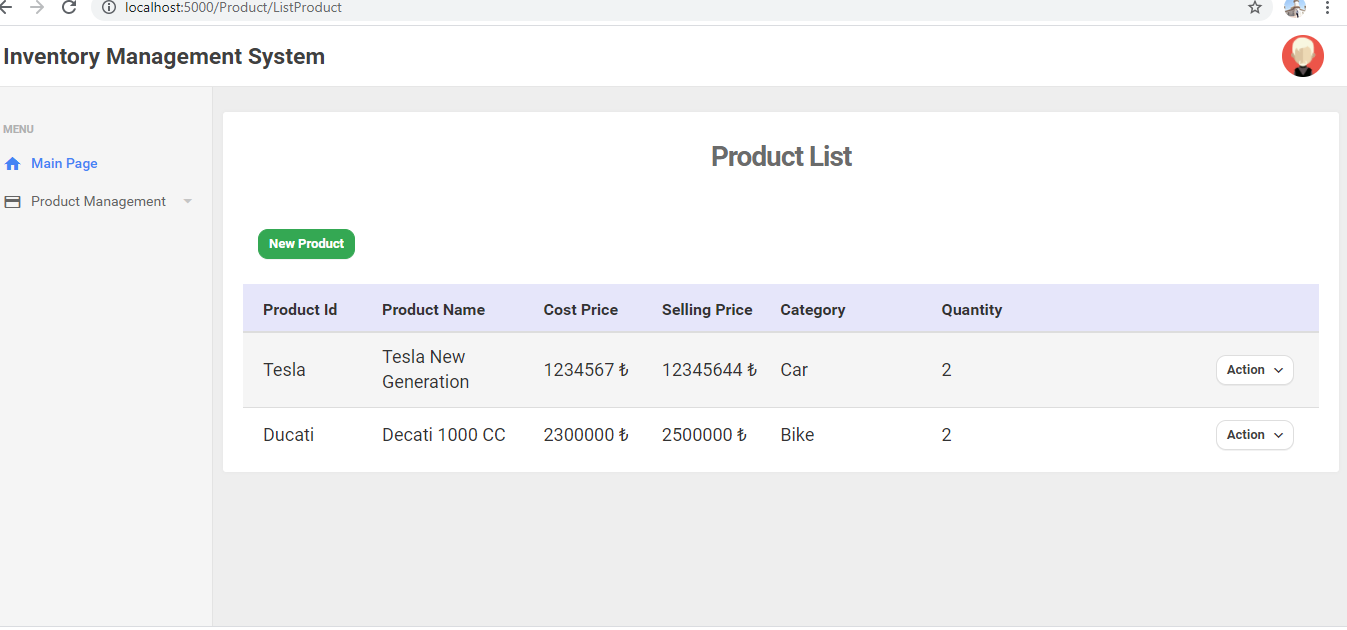 localhost:5000/Product/ListProduct
Inventory Management System
MENU
Main Page
Product Management
Product List
New Product
Product Id Product Name Cost Price Selling Price Category Quantity
Tesla Tesla New Generation 1234567 ₺ 12345644 ₺ Car 2 Action
Ducati Decati 1000 CC 2300000 ₺ 2500000 ₺ Bike 2 Action